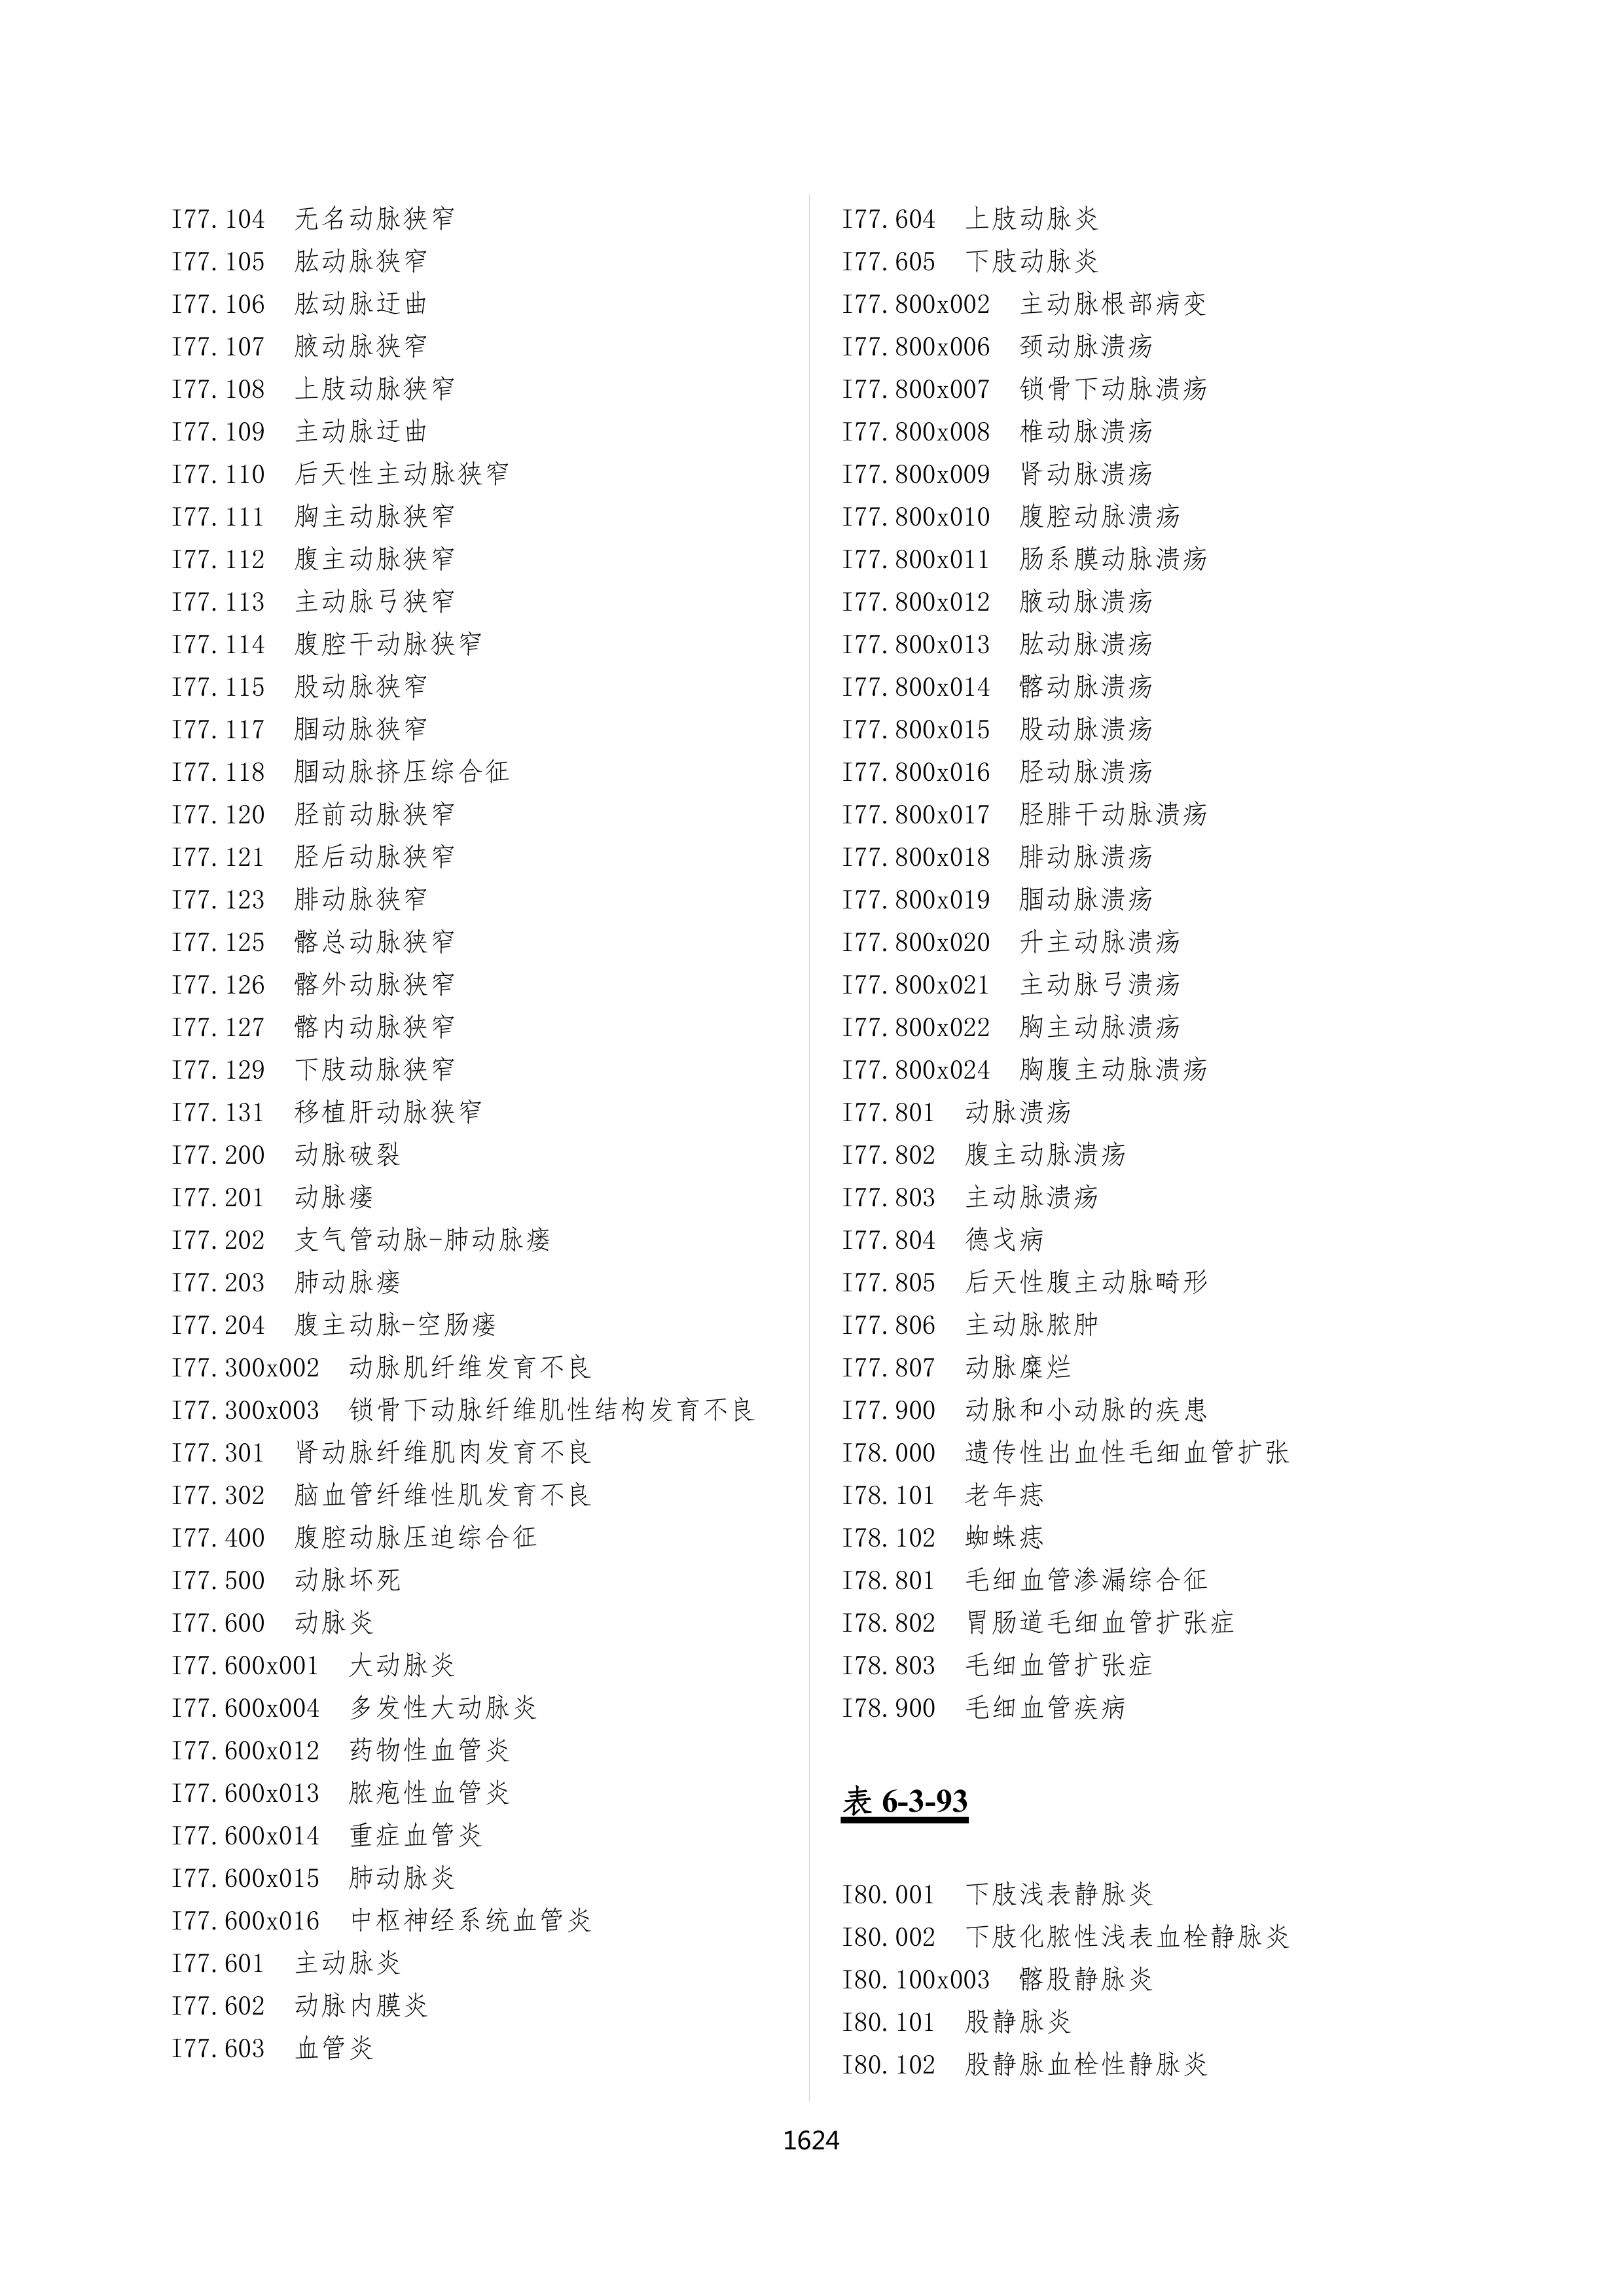 I77.104 无名动脉狭窄
I77.105 肱动脉狭窄
I77.106 肱动脉迂曲
I77.107 腋动脉狭窄
I77.108 上肢动脉狭窄
I77.109 主动脉迂曲
I77.110 后天性主动脉狭窄
I77.111 胸主动脉狭窄
I77.112 腹主动脉狭窄
I77.113 主动脉弓狭窄
I77.114 腹腔干动脉狭窄
I77.115 股动脉狭窄
I77.117 腘动脉狭窄
I77.118 腘动脉挤压综合征
I77.120 胫前动脉狭窄
I77.121 胫后动脉狭窄
I77.123 腓动脉狭窄
I77.125 髂总动脉狭窄
I77.126 髂外动脉狭窄
I77.127 髂内动脉狭窄
I77.129 下肢动脉狭窄
I77.131 移植肝动脉狭窄
I77.200 动脉破裂
I77.201 动脉瘘
I77.202 支气管动脉-肺动脉瘘
I77.203 肺动脉瘘
I77.204 腹主动脉-空肠瘘
I77.300x002 动脉肌纤维发育不良
I77.300x003 锁骨下动脉纤维肌性结构发育不良
I77.301 肾动脉纤维肌肉发育不良
I77.302 脑血管纤维性肌发育不良
I77.400 腹腔动脉压迫综合征
I77.500 动脉坏死
I77.600 动脉炎
I77.600x001 大动脉炎
I77.600x004 多发性大动脉炎
I77.600x012 药物性血管炎
I77.600x013 脓疱性血管炎
I77.600x014 重症血管炎
I77.600x015 肺动脉炎
I77.600x016 中枢神经系统血管炎
I77.601 主动脉炎
I77.602 动脉内膜炎
I77.603 血管炎
I77.604 上肢动脉炎
I77.605 下肢动脉炎
I77.800x002 主动脉根部病变
I77.800x006 颈动脉溃疡
I77.800x007 锁骨下动脉溃疡
I77.800x008 椎动脉溃疡
I77.800x009 肾动脉溃疡
I77.800x010 腹腔动脉溃疡
I77.800x011 肠系膜动脉溃疡
I77.800x012 腋动脉溃疡
I77.800x013 肱动脉溃疡
I77.800x014 髂动脉溃疡
I77.800x015 股动脉溃疡
I77.800x016 胫动脉溃疡
I77.800x017 胫腓干动脉溃疡
I77.800x018 腓动脉溃疡
I77.800x019 腘动脉溃疡
I77.800x020 升主动脉溃疡
I77.800x021 主动脉弓溃疡
I77.800x022 胸主动脉溃疡
I77.800x024 胸腹主动脉溃疡
I77.801 动脉溃疡
I77.802 腹主动脉溃疡
I77.803 主动脉溃疡
I77.804 德戈病
I77.805 后天性腹主动脉畸形
I77.806 主动脉脓肿
I77.807 动脉糜烂
I77.900 动脉和小动脉的疾患
I78.000 遗传性出血性毛细血管扩张
I78.101 老年痣
I78.102 蜘蛛痣
I78.801 毛细血管渗漏综合征
I78.802 胃肠道毛细血管扩张症
I78.803 毛细血管扩张症
I78.900 毛细血管疾病
表 6-3-93
I80.001 下肢浅表静脉炎
I80.002 下肢化脓性浅表血栓静脉炎
I80.100x003 髂股静脉炎
I80.101 股静脉炎
I80.102 股静脉血栓性静脉炎
1624